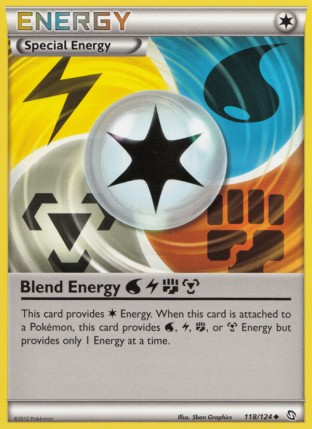 ENERGY
Special Energy
Blend Energy
This card provides Energy. When this card is attached to
a Pokémon, this card provides , , , or Energy but
provides only 1 Energy at a time.
©2012 Pokémon
Illus. 5ban Graphics
118/124